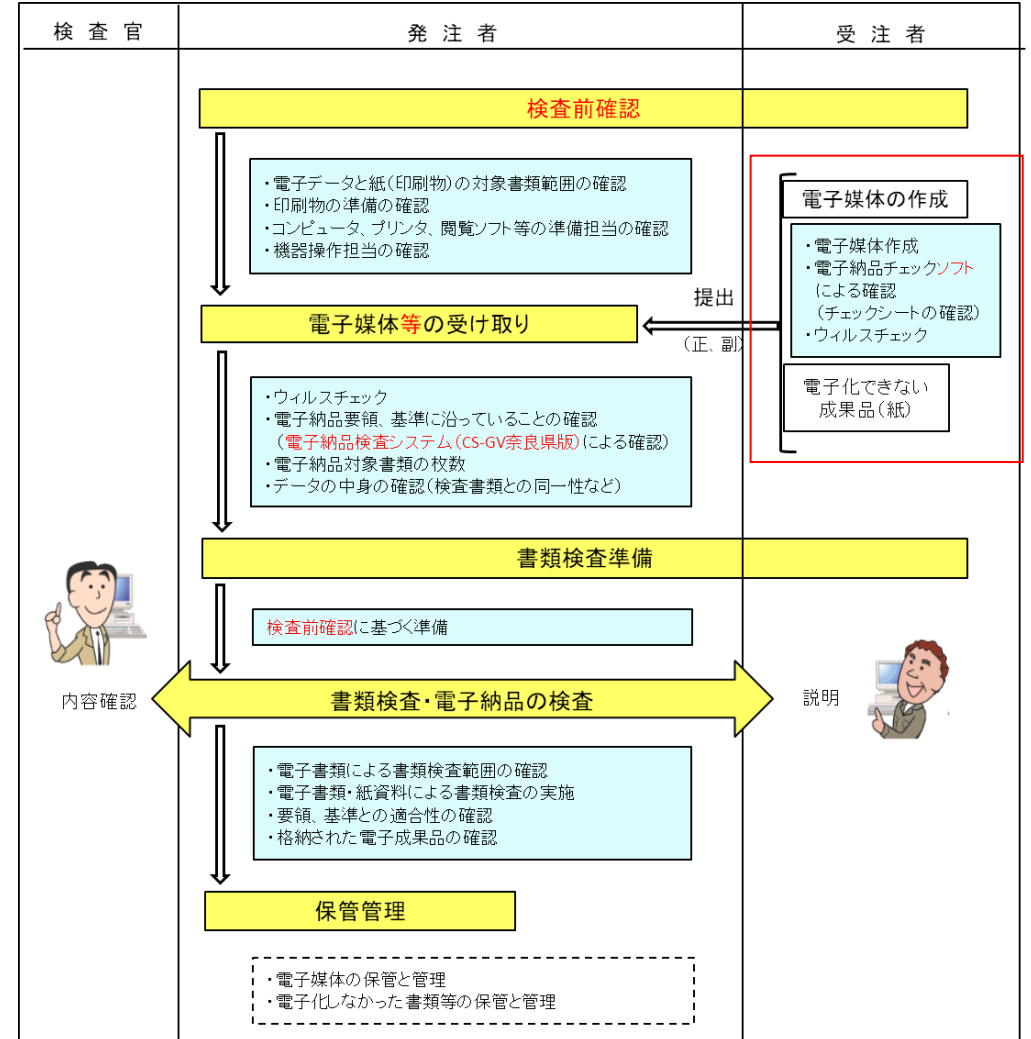 検 査 官
発 注 者
受 注 者
検査前確認
・電子データと紙(印刷物)の対象書類範囲の確認
・印刷物の準備の確認
・コンピュータ、プリンタ、閲覧ソフト等の準備担当の確認
・機器操作担当の確認
電子媒体の作成
・電子媒体作成
・電子納品チェックソフト
による確認
(チェックシートの確認)
・ウィルスチェック
電子化できない
成果品(紙)
提出
(正、副)
電子媒体等の受け取り
・ウィルスチェック
・電子納品要領、基準に沿っていることの確認
(電子納品検査システム(CS-GV奈良県版)による確認)
・電子納品対象書類の枚数
・データの中身の確認(検査書類との同一性など)
書類検査準備
検査前確認に基づく準備
内容確認
書類検査・電子納品の検査
説明
・電子書類による書類検査範囲の確認
・電子書類・紙資料による書類検査の実施
・要領、基準との適合性の確認
・格納された電子成果品の確認
保管管理
・電子媒体の保管と管理
・電子化しなかった書類等の保管と管理